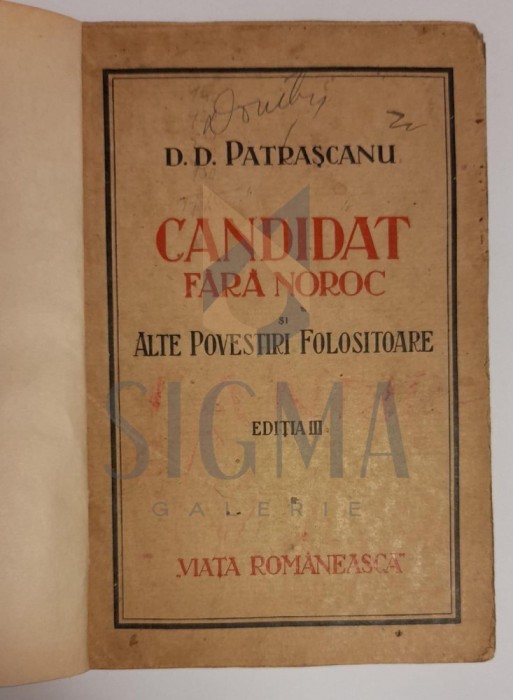 D. D. PATRAȘCANU
CANDIDAT
FARA NOROC
ȘI
ALTE POVESTIRI FOLOSITOARE
EDIȚIA III
SIGMA
GALERIE
„VIAȚA ROMÂNEASCĂ”